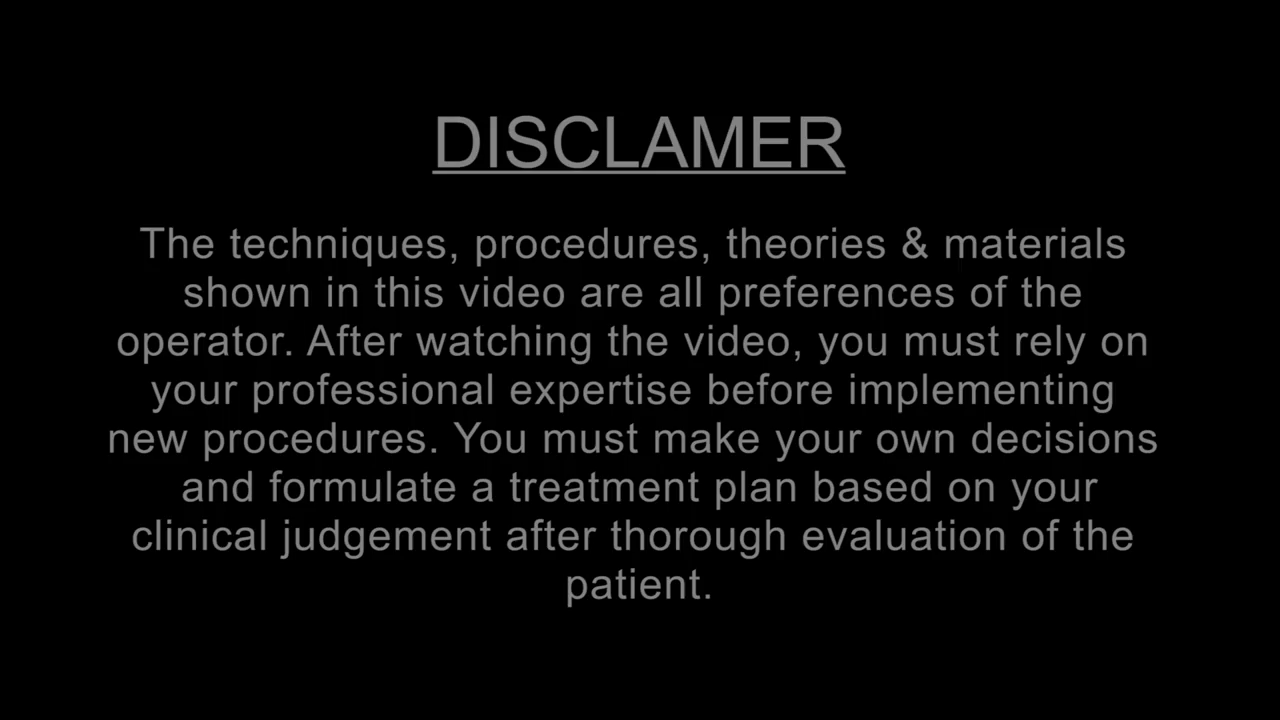 DISCLAMER
The techniques, procedures, theories & materials
shown in this video are all preferences of the
operator. After watching the video, you must rely on
your professional expertise before implementing
new procedures. You must make your own decisions
and formulate a treatment plan based on your
clinical judgement after thorough evaluation of the
patient.